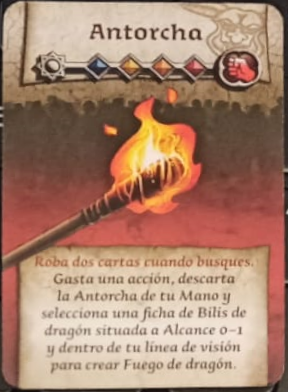 Antorcha
Roba dos cartas cuando busques.
Gasta una acción, descarta
la Antorcha de tu Mano y
selecciona una ficha de Bilis de
dragón situada a Alcance 0-1
y dentro de tu línea de visión
para crear Fuego de dragón.